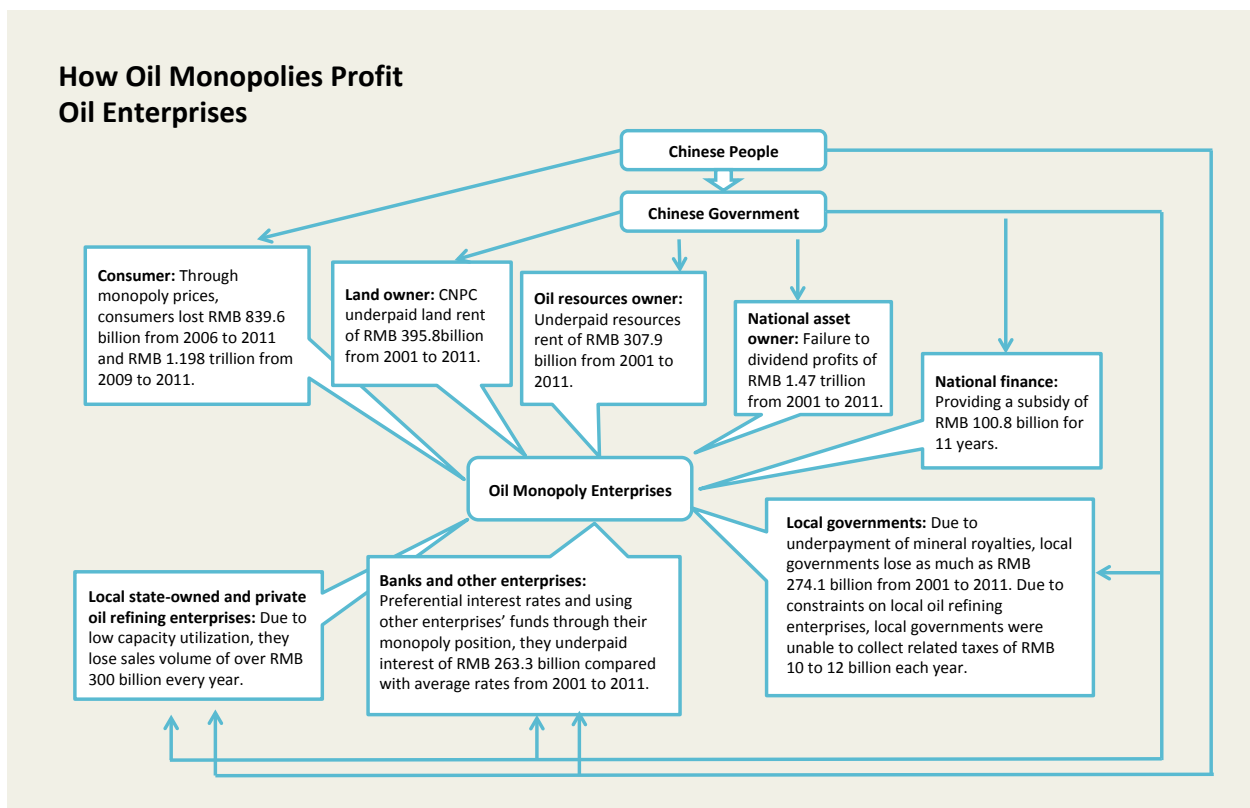 How Oil Monopolies Profit
Oil Enterprises
Chinese People
Chinese Government
Consumer: Through
monopoly prices,
consumers lost RMB 839.6
billion from 2006 to 2011
and RMB 1.198 trillion from
2009 to 2011.
Land owner: CNPC
underpaid land rent
of RMB 395.8billion
from 2001 to 2011.
Oil resources owner:
Underpaid resources
rent of RMB 307.9
billion from 2001 to
2011.
National asset
owner: Failure to
dividend profits of
RMB 1.47 trillion
from 2001 to 2011.
National finance:
Providing a subsidy of
RMB 100.8 billion for
11 years.
Oil Monopoly Enterprises
Local state-owned and private
oil refining enterprises: Due to
low capacity utilization, they
lose sales volume of over RMB
300 billion every year.
Banks and other enterprises:
Preferential interest rates and using
other enterprises’ funds through their
monopoly position, they underpaid
interest of RMB 263.3 billion compared
with average rates from 2001 to 2011.
Local governments: Due to
underpayment of mineral royalties, local
governments lose as much as RMB
274.1 billion from 2001 to 2011. Due to
constraints on local oil refining
enterprises, local governments were
unable to collect related taxes of RMB
10 to 12 billion each year.